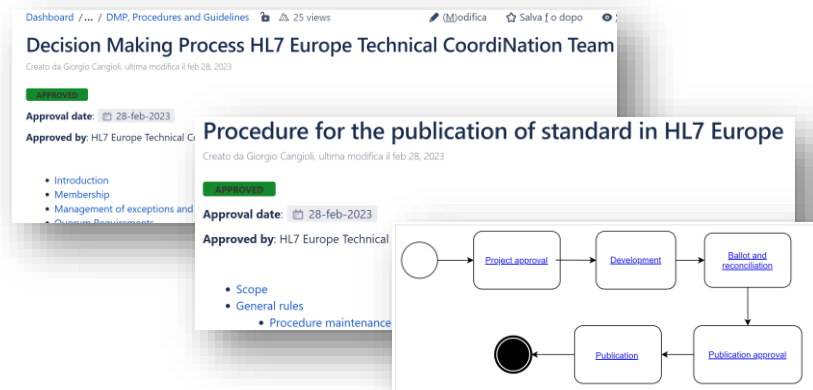 Dashboard / ... / DMP, Procedures and Guidelines 25 views (M)odifica Salva f o dopo
Decision Making Process HL7 Europe Technical CoordiNation Team
Creato da Giorgio Cangioli, ultima modifica il feb 28, 2023
APPROVED
Approval date: 28-feb-2023
Approved by: HL7 Europe Technical C
• Introduction
• Membership
• Management of exceptions and
• Quorum Requirements
Procedure for the publication of standard in HL7 Europe
Creato da Giorgio Cangioli, ultima modifica il feb 28, 2023
APPROVED
Approval date: 28-feb-2023
Approved by: HL7 Europe Technical
• Scope
• General rules
• Procedure maintenance
Project approval
Development
Ballot and
reconciliation
Publication
Publication approval